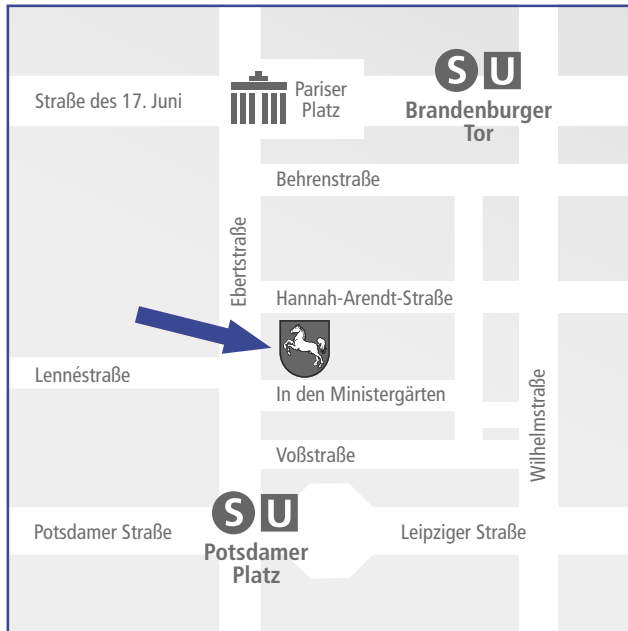 S U
Brandenburger
Tor
Straße des 17. Juni
Pariser
Platz
Behrenstraße
Ebertstraße
Hannah-Arendt-Straße
Lennéstraße
In den Ministergärten
Wilhelmstraße
Voßstraße
S U
Potsdamer
Platz
Potsdamer Straße
Leipziger Straße